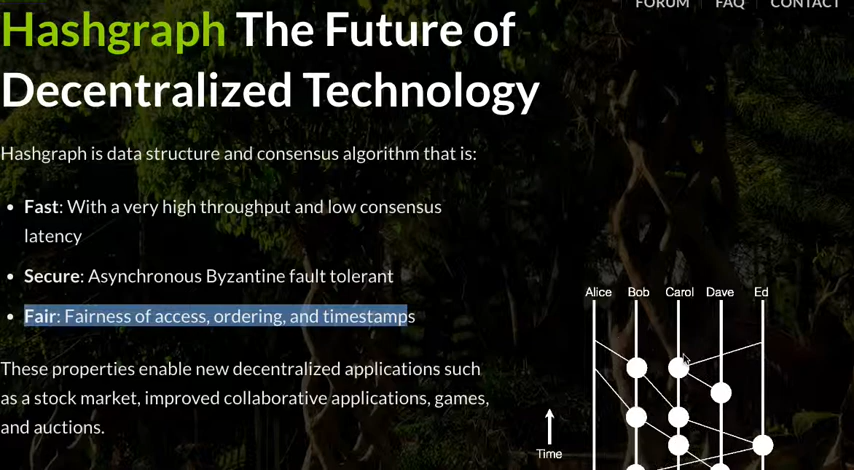 FORUM FAQ CONTACT
Hashgraph The Future of
Decentralized Technology
Hashgraph is data structure and consensus algorithm that is:
• Fast: With a very high throughput and low consensus
latency
• Secure: Asynchronous Byzantine fault tolerant
• Fair: Fairness of access, ordering, and timestamps
These properties enable new decentralized applications such
as a stock market, improved collaborative applications, games,
and auctions.
Alice Bob Carol Dave Ed
Time